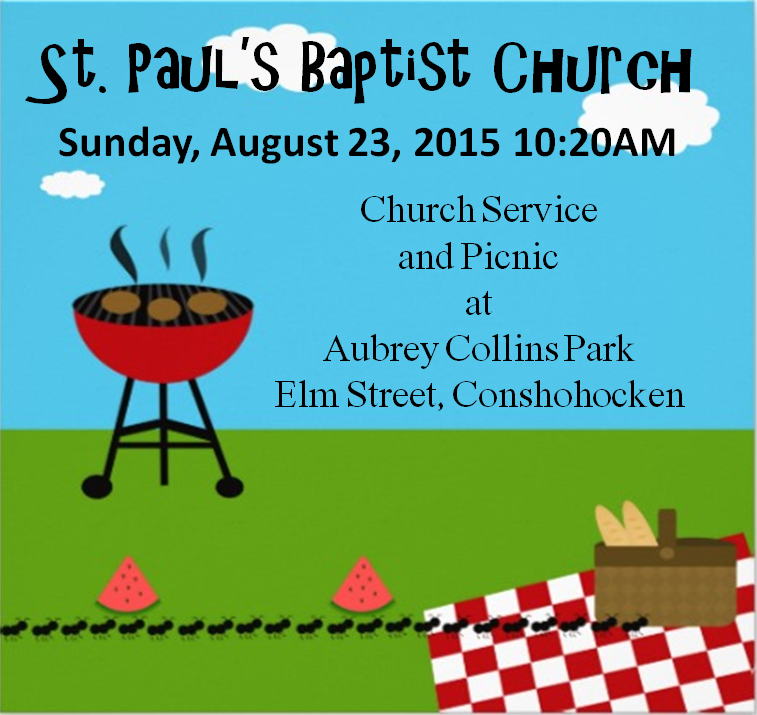 St. Paul's Baptist Church
Sunday, August 23, 2015 10:20AM
Church Service
and Picnic
at
Aubrey Collins Park
Elm Street, Conshohocken